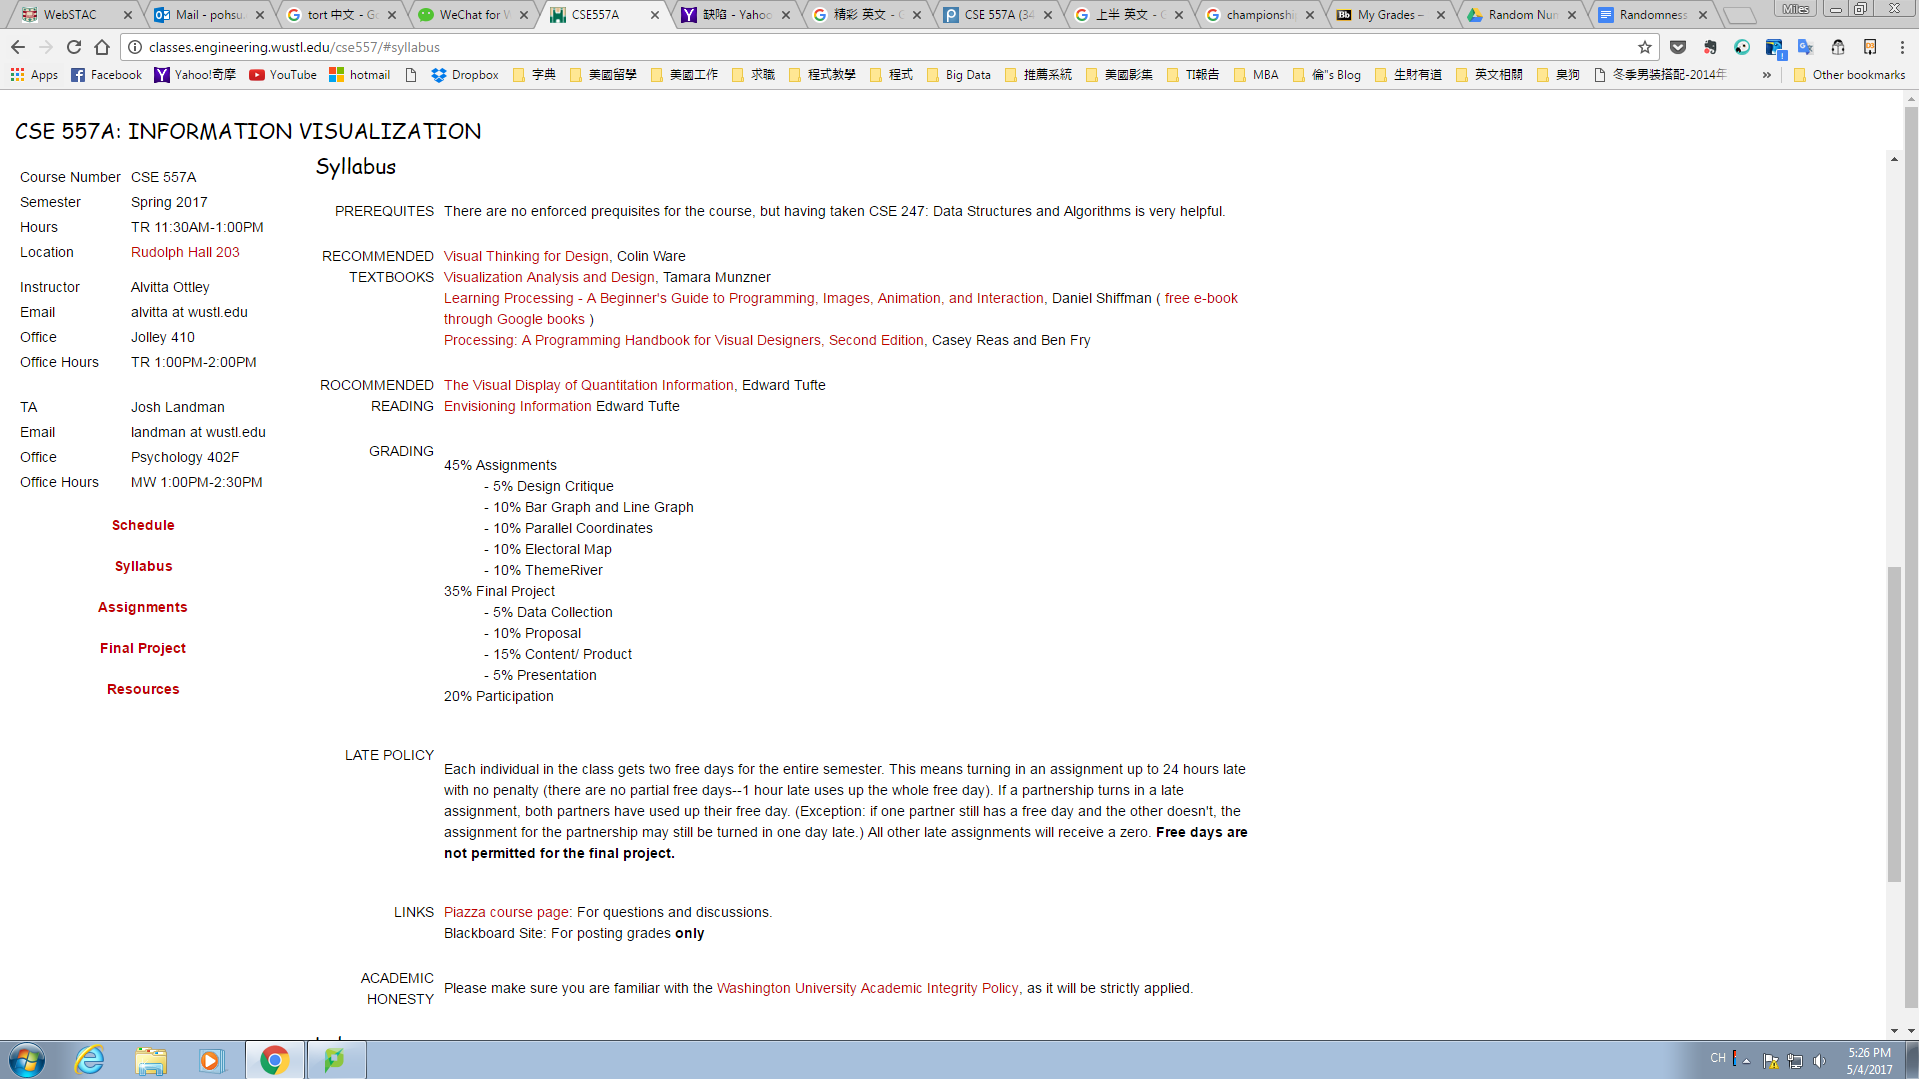 WebSTAC
Mail - pohsu
tort 中文 - G
WeChat for W
CSE557A
缺陷 - Yahoo
精彩 英文 - G
CSE 557A (34
上半 英文 - G
championship
My Grades –
Random Num
Randomness
Miles
classes.engineering.wustl.edu/cse557/#syllabus
Apps
Facebook
Yahoo!奇摩
YouTube
hotmail
Dropbox
字典
美國留學
美國工作
求職
程式教學
程式
Big Data
推薦系統
美國影集
TI報告
MBA
倫"s Blog
生財有道
英文相關
臭狗
冬季男装搭配-2014年
»
Other bookmarks
CSE 557A: INFORMATION VISUALIZATION
Course Number CSE 557A
Semester Spring 2017
Hours TR 11:30AM-1:00PM
Location Rudolph Hall 203
Instructor Alvitta Ottley
Email alvitta at wustl.edu
Office Jolley 410
Office Hours TR 1:00PM-2:00PM
TA Josh Landman
Email landman at wustl.edu
Office Psychology 402F
Office Hours MW 1:00PM-2:30PM
Schedule
Syllabus
Assignments
Final Project
Resources
Syllabus
PREREQUITES There are no enforced prequisites for the course, but having taken CSE 247: Data Structures and Algorithms is very helpful.
RECOMMENDED Visual Thinking for Design, Colin Ware
TEXTBOOKS Visualization Analysis and Design, Tamara Munzner
Learning Processing - A Beginner's Guide to Programming, Images, Animation, and Interaction, Daniel Shiffman ( free e-book
through Google books )
Processing: A Programming Handbook for Visual Designers, Second Edition, Casey Reas and Ben Fry
ROCOMMENDED The Visual Display of Quantitation Information, Edward Tufte
READING Envisioning Information Edward Tufte
GRADING
45% Assignments
- 5% Design Critique
- 10% Bar Graph and Line Graph
- 10% Parallel Coordinates
- 10% Electoral Map
- 10% ThemeRiver
35% Final Project
- 5% Data Collection
- 10% Proposal
- 15% Content/ Product
- 5% Presentation
20% Participation
LATE POLICY
Each individual in the class gets two free days for the entire semester. This means turning in an assignment up to 24 hours late
with no penalty (there are no partial free days--1 hour late uses up the whole free day). If a partnership turns in a late
assignment, both partners have used up their free day. (Exception: if one partner still has a free day and the other doesn't, the
assignment for the partnership may still be turned in one day late.) All other late assignments will receive a zero. Free days are
not permitted for the final project.
LINKS Piazza course page: For questions and discussions.
Blackboard Site: For posting grades only
ACADEMIC
HONESTY
Please make sure you are familiar with the Washington University Academic Integrity Policy, as it will be strictly applied.
CH
5:26 PM
5/4/2017